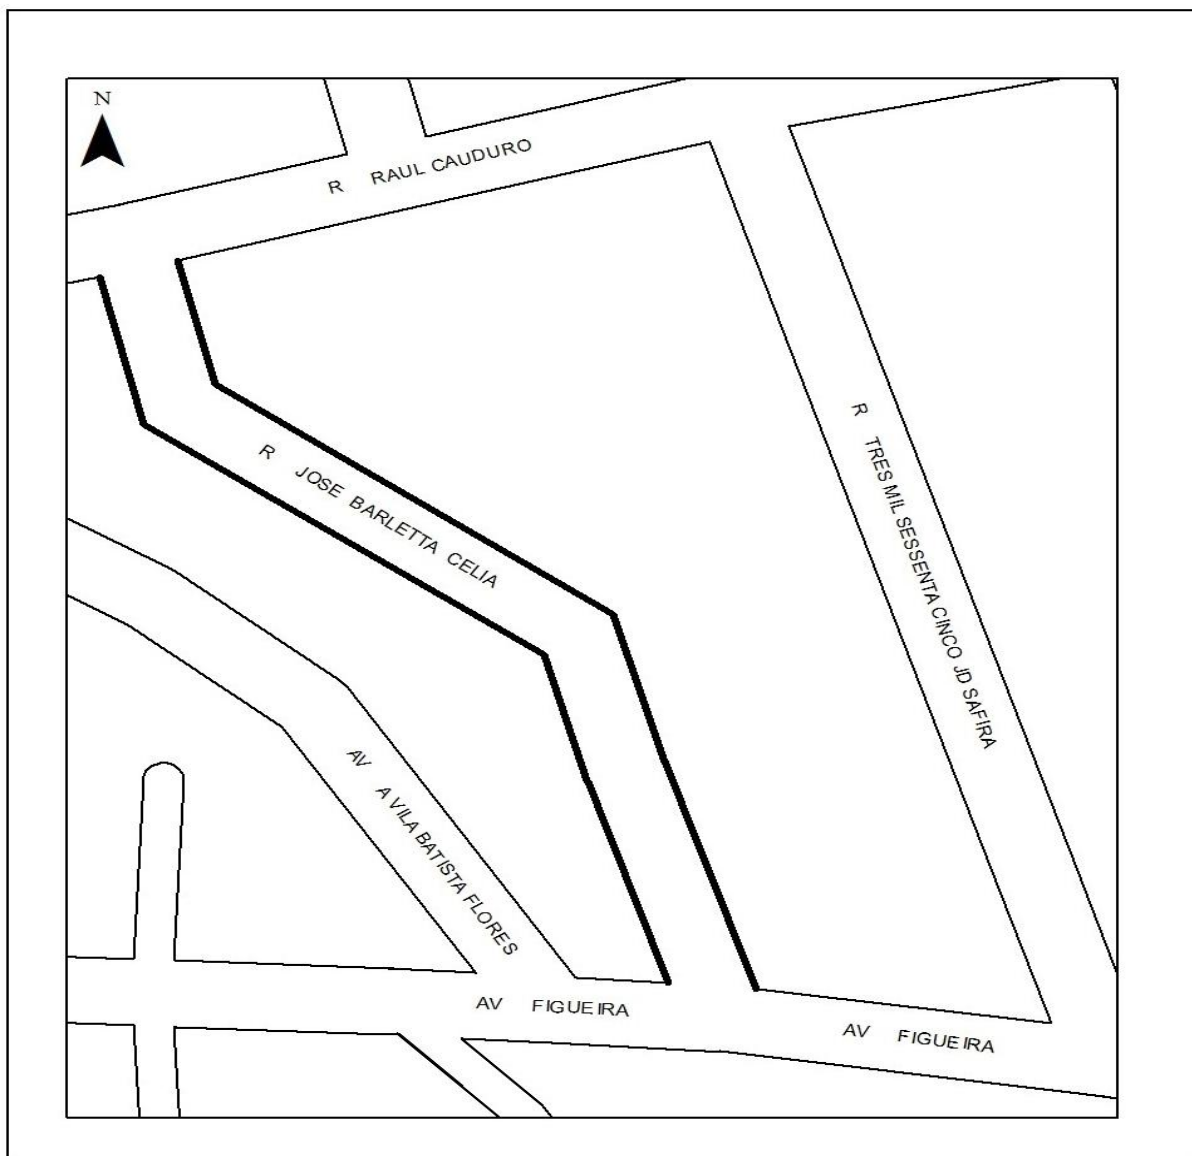 N
R RAUL CAUDURO
R TRES MIL SESSENTA CINCO JD SAFIRA
R JOSE BARLETTA CELIA
AV A VILA BATISTA FLORES
AV FIGUEIRA
AV FIGUEIRA